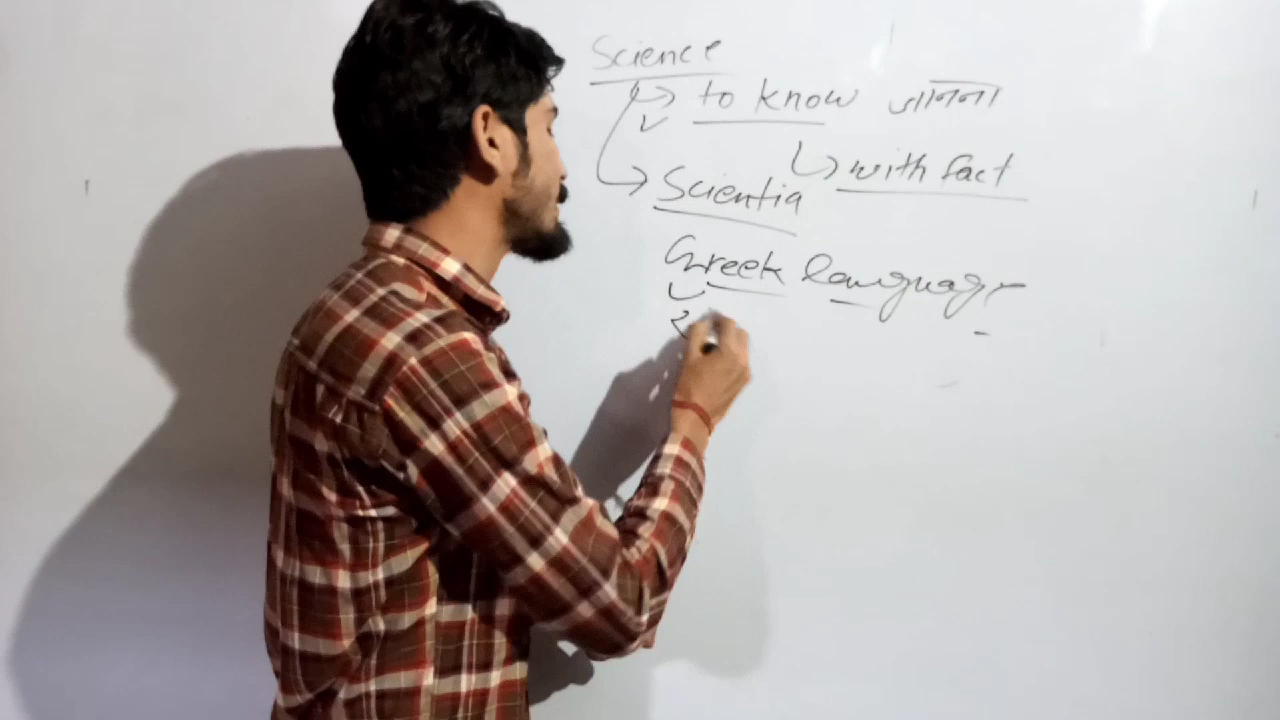 Science
to know जानना
with fact
Scientia
Greek language